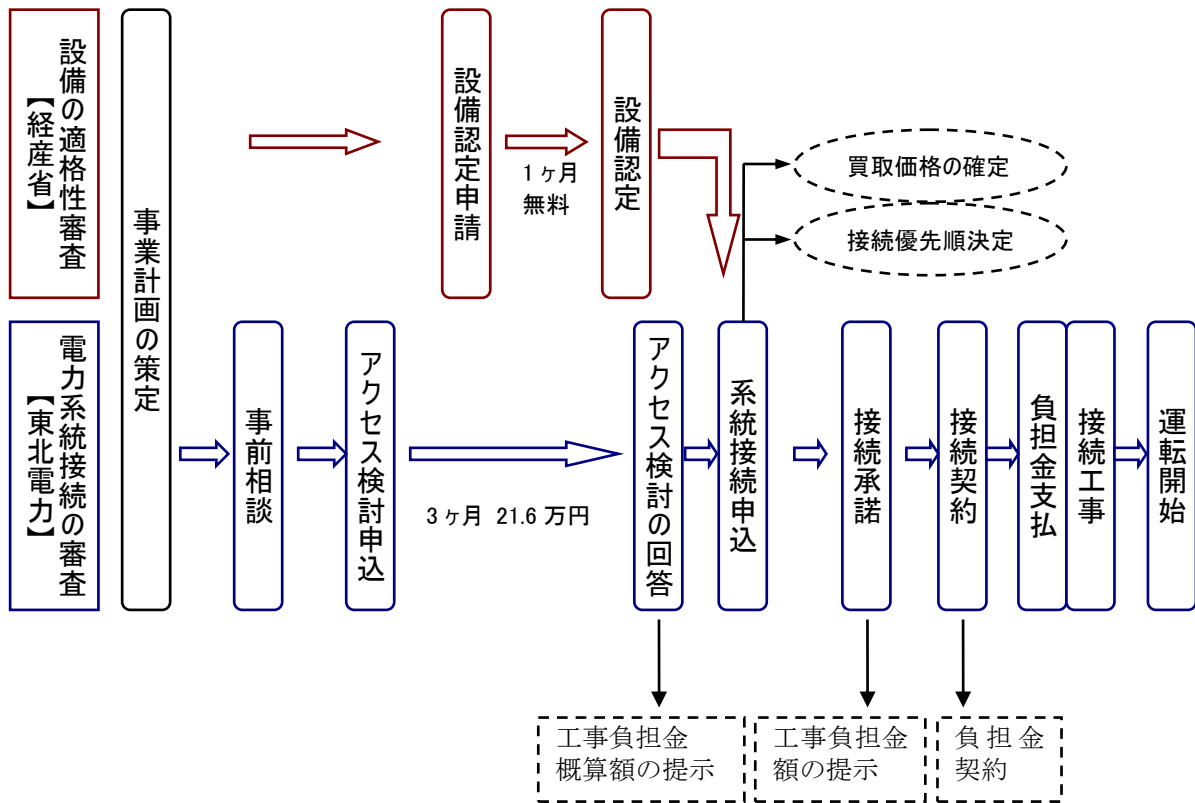 設備の適格性審査
【経産省】
事業計画の策定
設備認定申請
1ヶ月
無料
設備認定
買取価格の確定
接続優先順決定
電力系統接続の審査
【東北電力】
事前相談
アクセス検討申込
3ヶ月 21.6 万円
アクセス検討の回答
系統接続申込
接続承諾
接続契約
負担金支払
接続工事
運転開始
工事負担金
概算額の提示
工事負担金
額の提示
負担金
契約